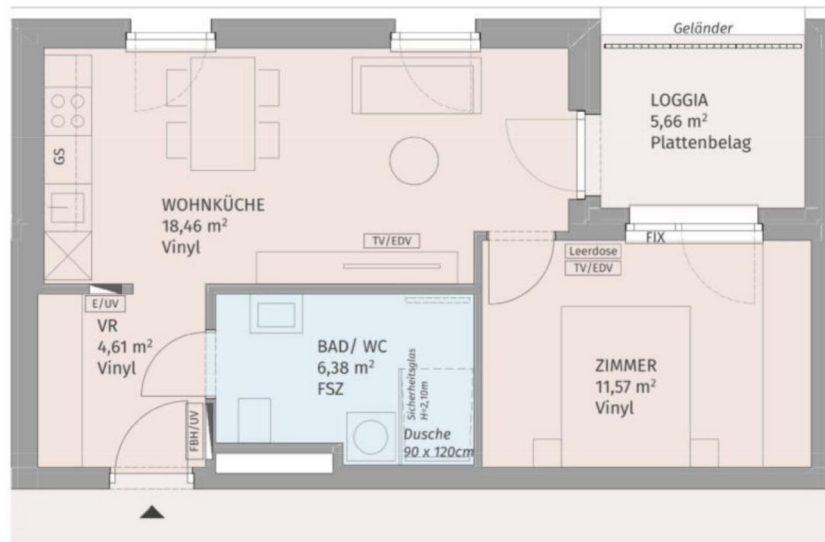 Geländer
LOGGIA
5,66 m²
Plattenbelag
GS
WOHNKÜCHE
18,46 m²
Vinyl
TV/EDV
FIX
Leerdose
TV/EDV
E/UV
VR
4,61 m²
Vinyl
BAD/ WC
6,38 m²
FSZ
Sicherheitsglas
H=2,10m
Dusche
90 x 120cm
FBH/UV
ZIMMER
11,57 m²
Vinyl